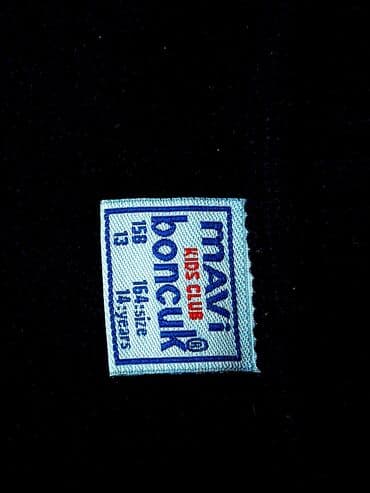 mavi
KIDS CLUB
boncuk®
158 164:size
13 14:years